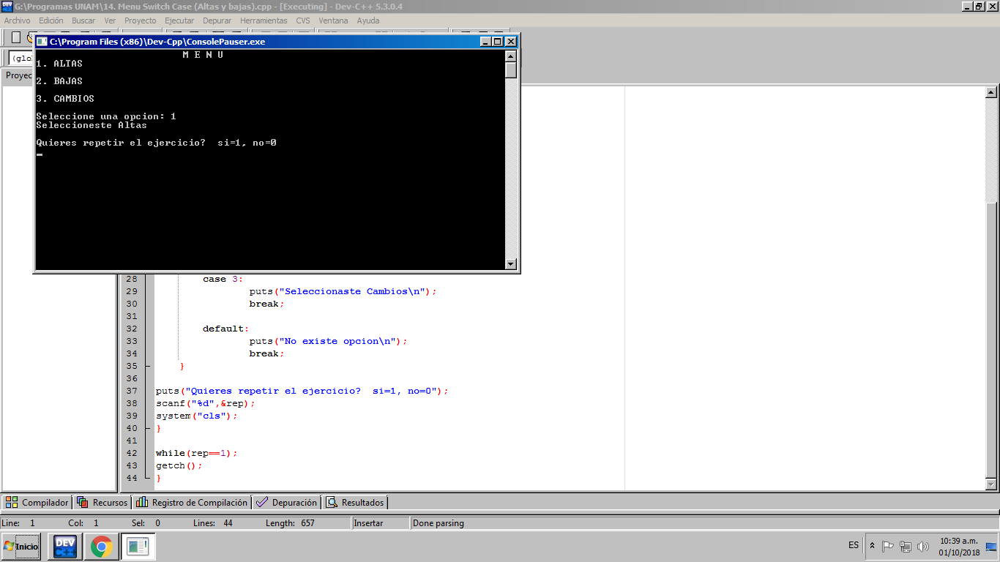 G:\Programas UNAM\14. Menu Switch Case (Altas y bajas).cpp - [Executing] - Dev-C++ 5.3.0.4
Archivo Edición Buscar Ver Proyecto Ejecutar Depurar Herramientas CVS Ventana Ayuda
C:\Program Files (x86)\Dev-Cpp\ConsolePauser.exe
(glo
Proyec
M E N U
1. ALTAS
2. BAJAS
3. CAMBIOS
Seleccione una opcion: 1
Seleccioneste Altas
Quieres repetir el ejercicio?  si=1, no=0
28 case 3:
29 puts("Seleccionaste Cambios\n");
30 break;
31
32 default:
33 puts("No existe opcion\n");
34 break;
35 }
36
37 puts("Quieres repetir el ejercicio?  si=1, no=0");
38 scanf("%d",&rep);
39 system("cls");
40 }
41
42 while(rep==1);
43 getch();
44 }
Compilador Recursos Registro de Compilación Depuración Resultados
Line: 1 Col: 1 Sel: 0 Lines: 44 Length: 657 Insertar Done parsing
Inicio DEV C++ ES 10:39 a.m.
01/10/2018